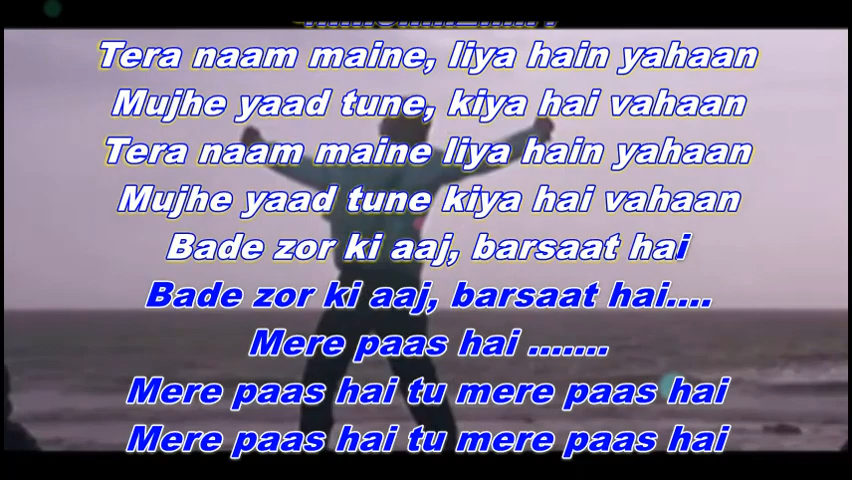 Tera naam maine, liya hain yahaan
Mujhe yaad tune, kiya hai vahaan
Tera naam maine liya hain yahaan
Mujhe yaad tune kiya hai vahaan
Bade zor ki aaj, barsaat hai
Bade zor ki aaj, barsaat hai....
Mere paas hai .......
Mere paas hai tu mere paas hai
Mere paas hai tu mere paas hai